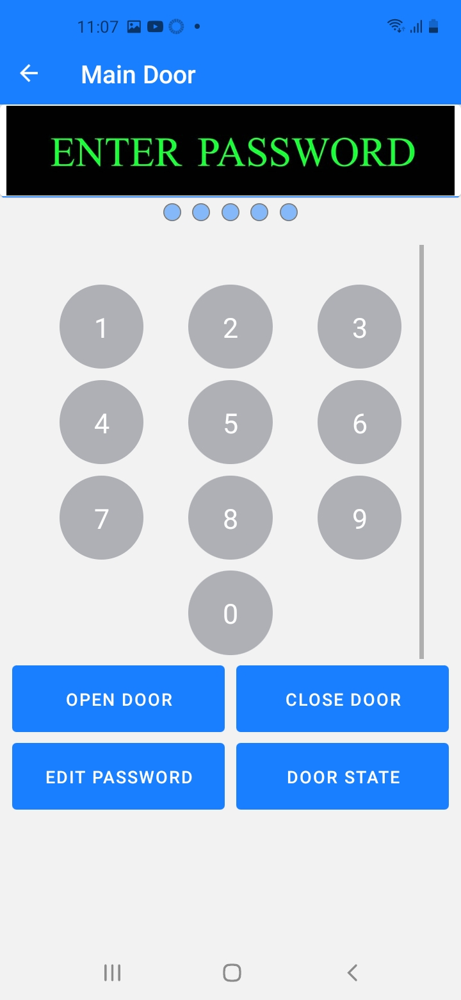 11:07
Main Door
ENTER PASSWORD
1 2 3
4 5 6
7 8 9
0
OPEN DOOR CLOSE DOOR
EDIT PASSWORD DOOR STATE